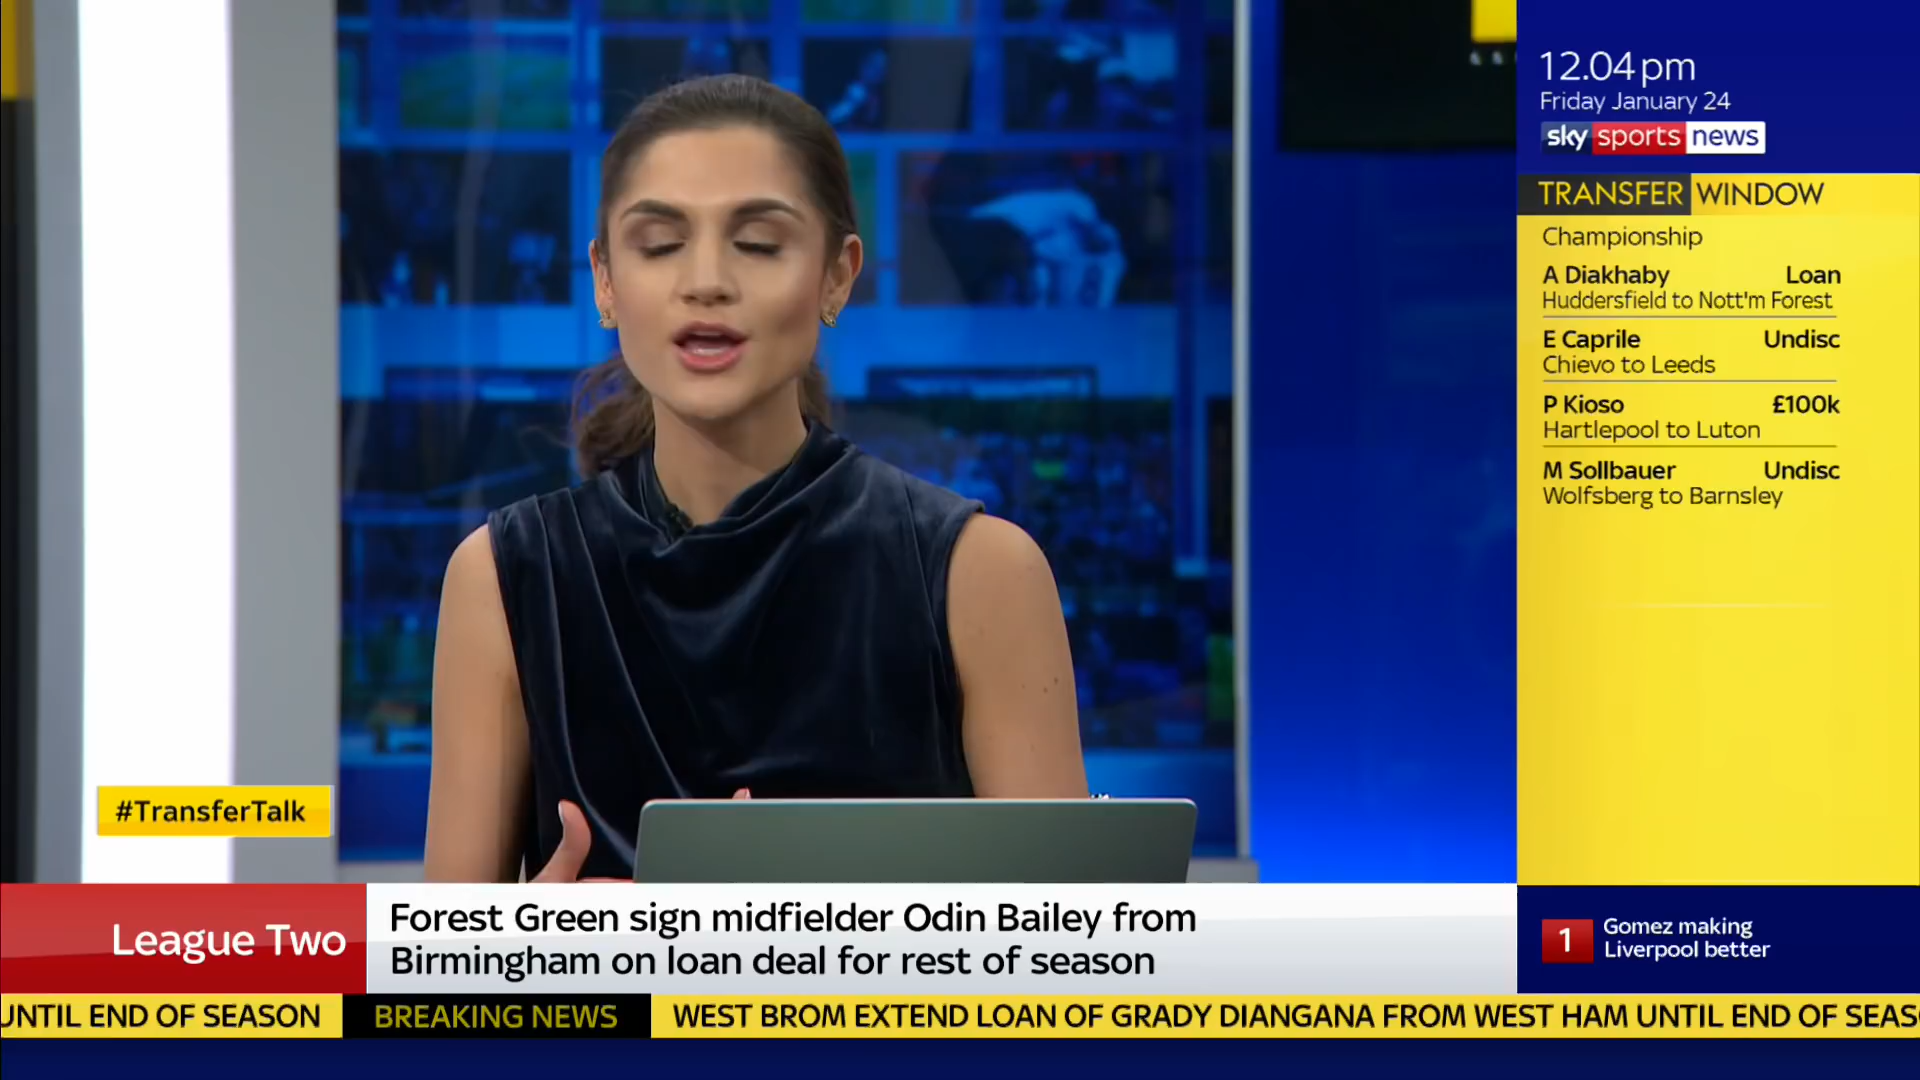 12.04pm
Friday January 24
sky sports news
TRANSFER WINDOW
Championship
A Diakhaby Loan
Huddersfield to Nott'm Forest
E Caprile Undisc
Chievo to Leeds
P Kioso £100k
Hartlepool to Luton
M Sollbauer Undisc
Wolfsberg to Barnsley
#TransferTalk
League Two
Forest Green sign midfielder Odin Bailey from
Birmingham on loan deal for rest of season
1
Gomez making
Liverpool better
UNTIL END OF SEASON BREAKING NEWS WEST BROM EXTEND LOAN OF GRADY DIANGANA FROM WEST HAM UNTIL END OF SEAS